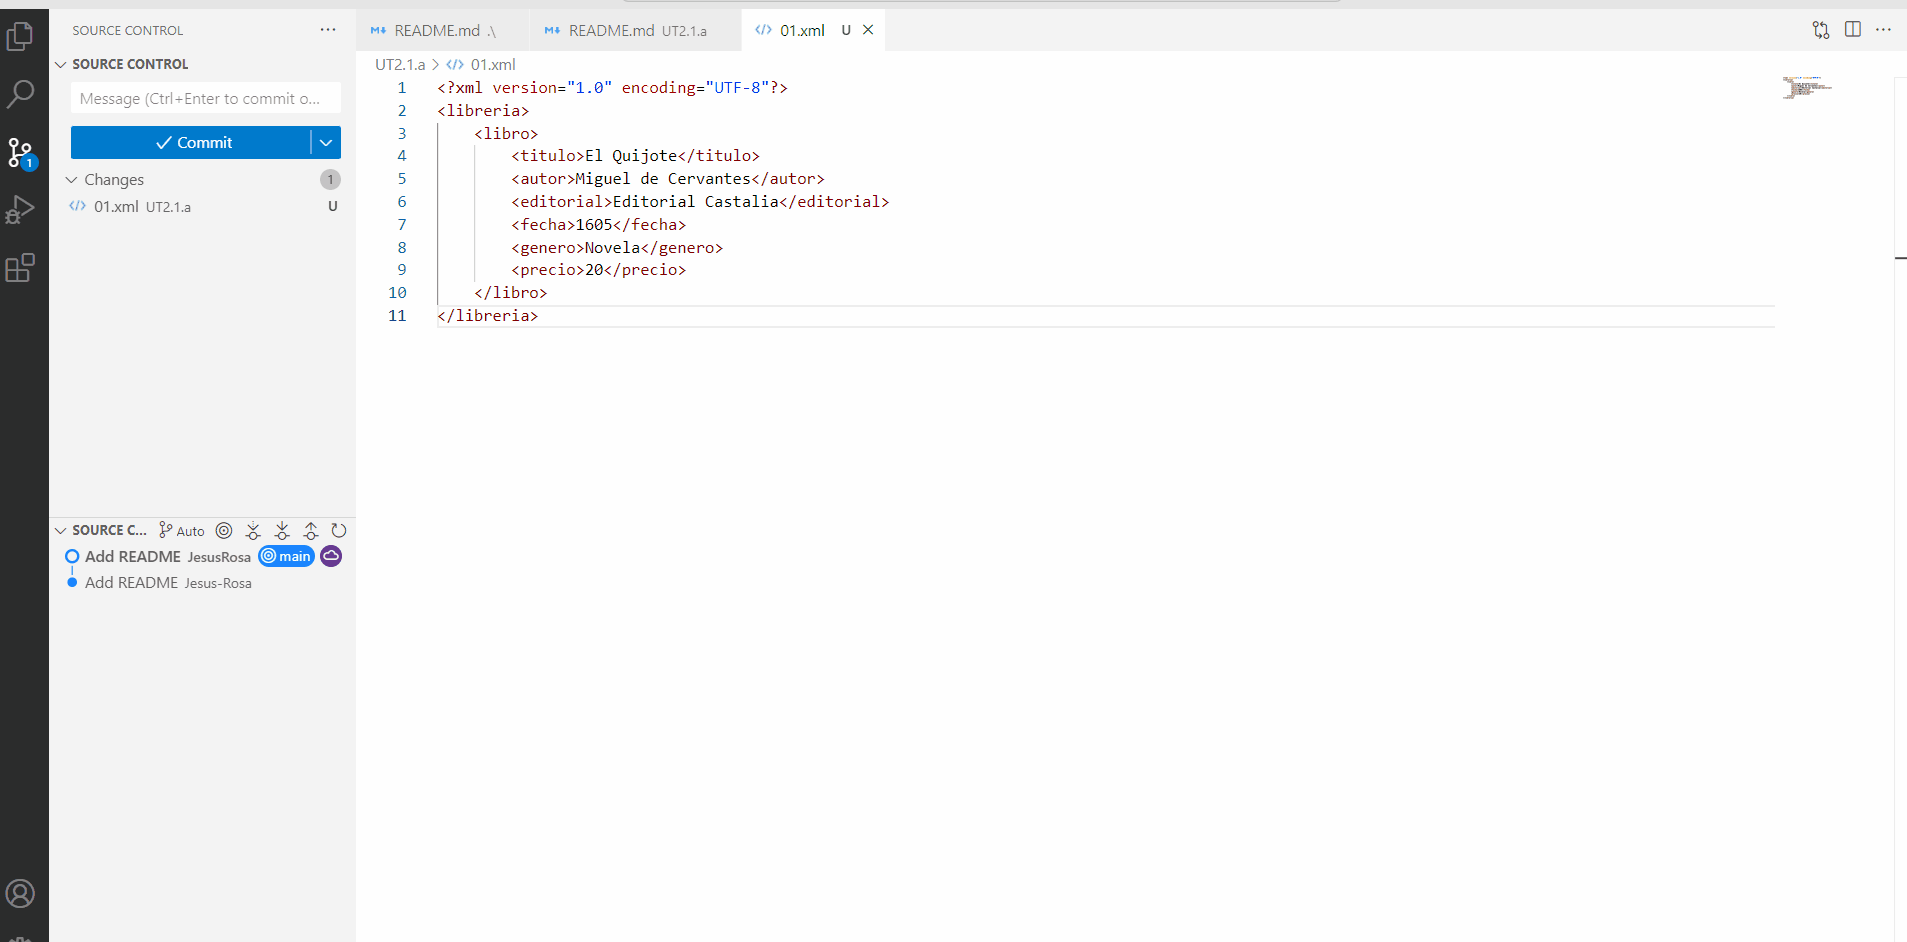 SOURCE CONTROL ···
SOURCE CONTROL
Message (Ctrl+Enter to commit o...
Commit
Changes 1
01.xml UT2.1.a U
1
README.md .\
README.md UT2.1.a
01.xml U
UT2.1.a > 01.xml
1 <?xml version="1.0" encoding="UTF-8"?>
2 <libreria>
3 <libro>
4 <titulo>El Quijote</titulo>
5 <autor>Miguel de Cervantes</autor>
6 <editorial>Editorial Castalia</editorial>
7 <fecha>1605</fecha>
8 <genero>Novela</genero>
9 <precio>20</precio>
10 </libro>
11 </libreria>
SOURCE C... Auto
Add README JesusRosa main
Add README Jesus-Rosa